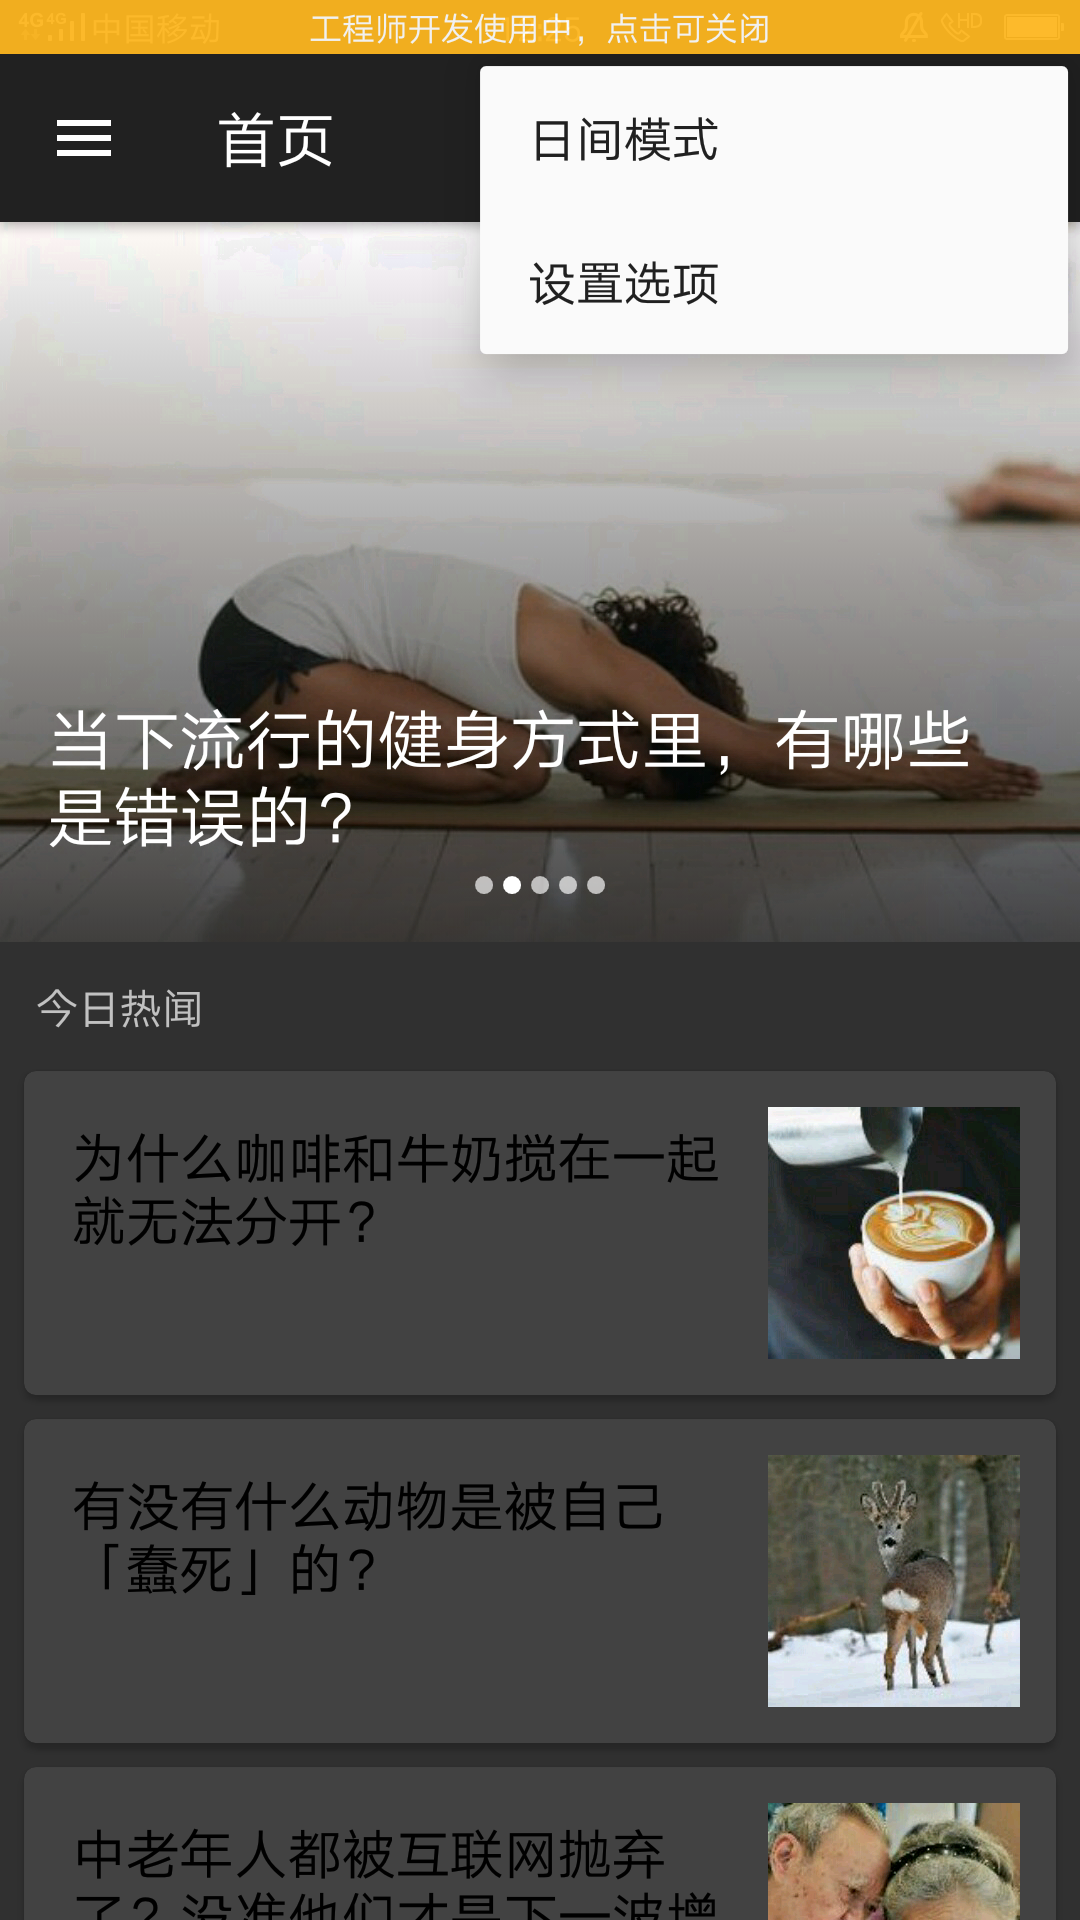 4G 4G 中国移动
工程师开发使用中，点击可关闭
HD
首页
日间模式
设置选项
当下流行的健身方式里，有哪些
是错误的？
今日热闻
为什么咖啡和牛奶搅在一起
就无法分开？
有没有什么动物是被自己
「蠢死」的？
中老年人都被互联网抛弃
了？没准他们才是下一波增